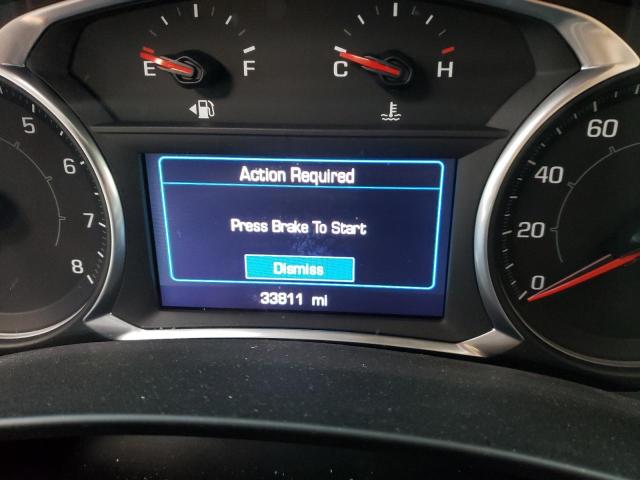 E F
C H
5
6
7
8
Action Required
Press Brake To Start
Dismiss
33811 mi
60
40
20
0